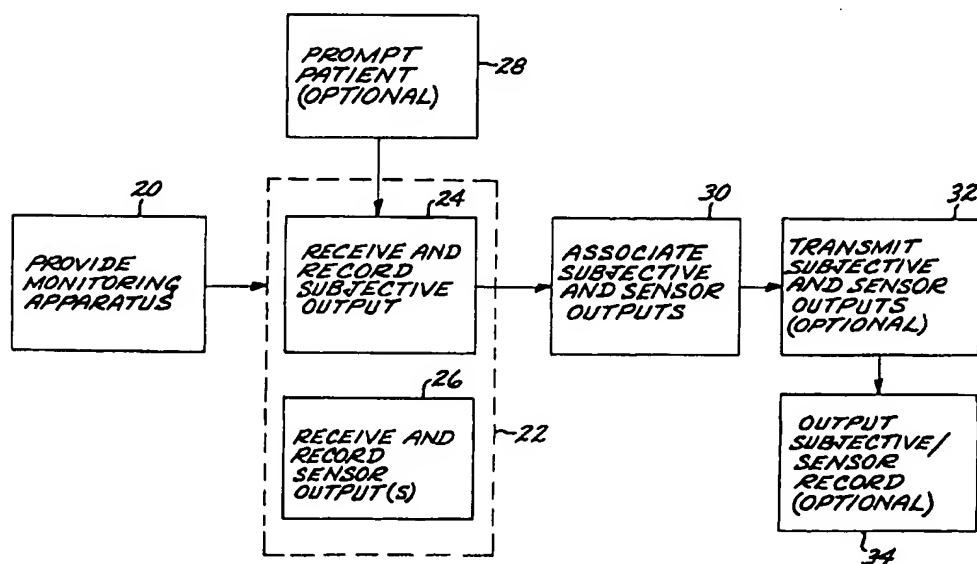 PROMPT
PATIENT
(OPTIONAL)
28
20
PROVIDE
MONITORING
APPARATUS
24
RECEIVE AND
RECORD
SUBJECTIVE
OUTPUT
26
RECEIVE AND
RECORD
SENSOR
OUTPUT(S)
22
30
ASSOCIATE
SUBJECTIVE
AND SENSOR
OUTPUTS
32
TRANSMIT
SUBJECTIVE
AND SENSOR
OUTPUTS
(OPTIONAL)
OUTPUT
SUBJECTIVE/
SENSOR
RECORD
(OPTIONAL)
34